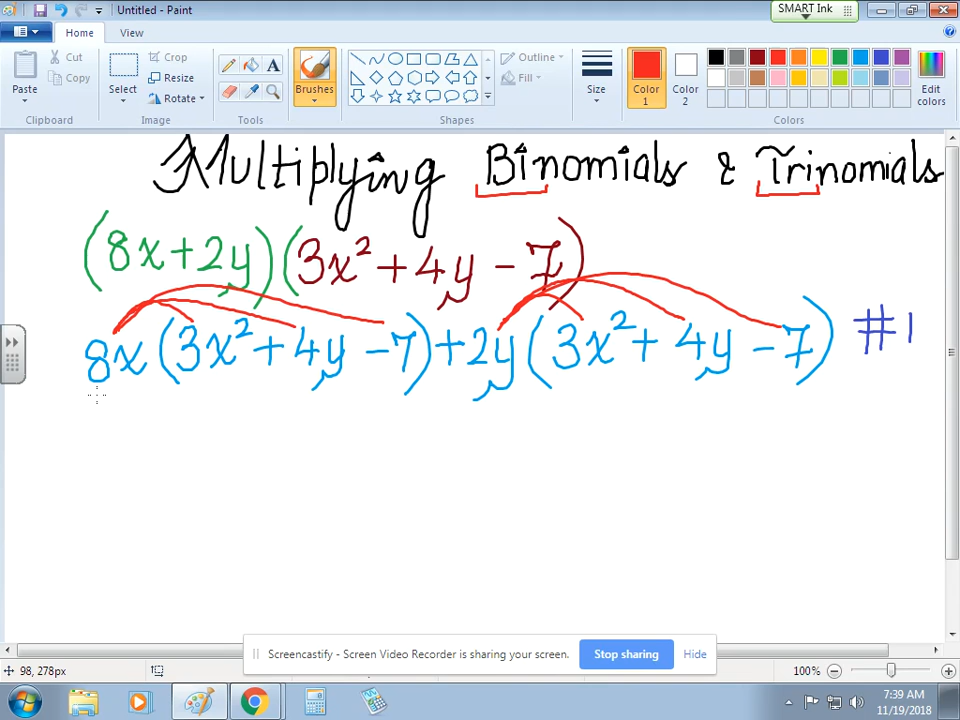 Untitled - Paint
SMART Ink
Home View
Paste Cut Copy Select Crop Resize Rotate Brushes Outline Fill Size Color 1 Color 2 Edit colors
Clipboard Image Tools Shapes Colors
Multiplying Binomials & Trinomials
(8x+2y)(3x²+4y-7)
8x(3x²+4y-7)+2y(3x²+4y-7) #1
Screencastify - Screen Video Recorder is sharing your screen. Stop sharing Hide
98, 278px 100%
7:39 AM
11/19/2018